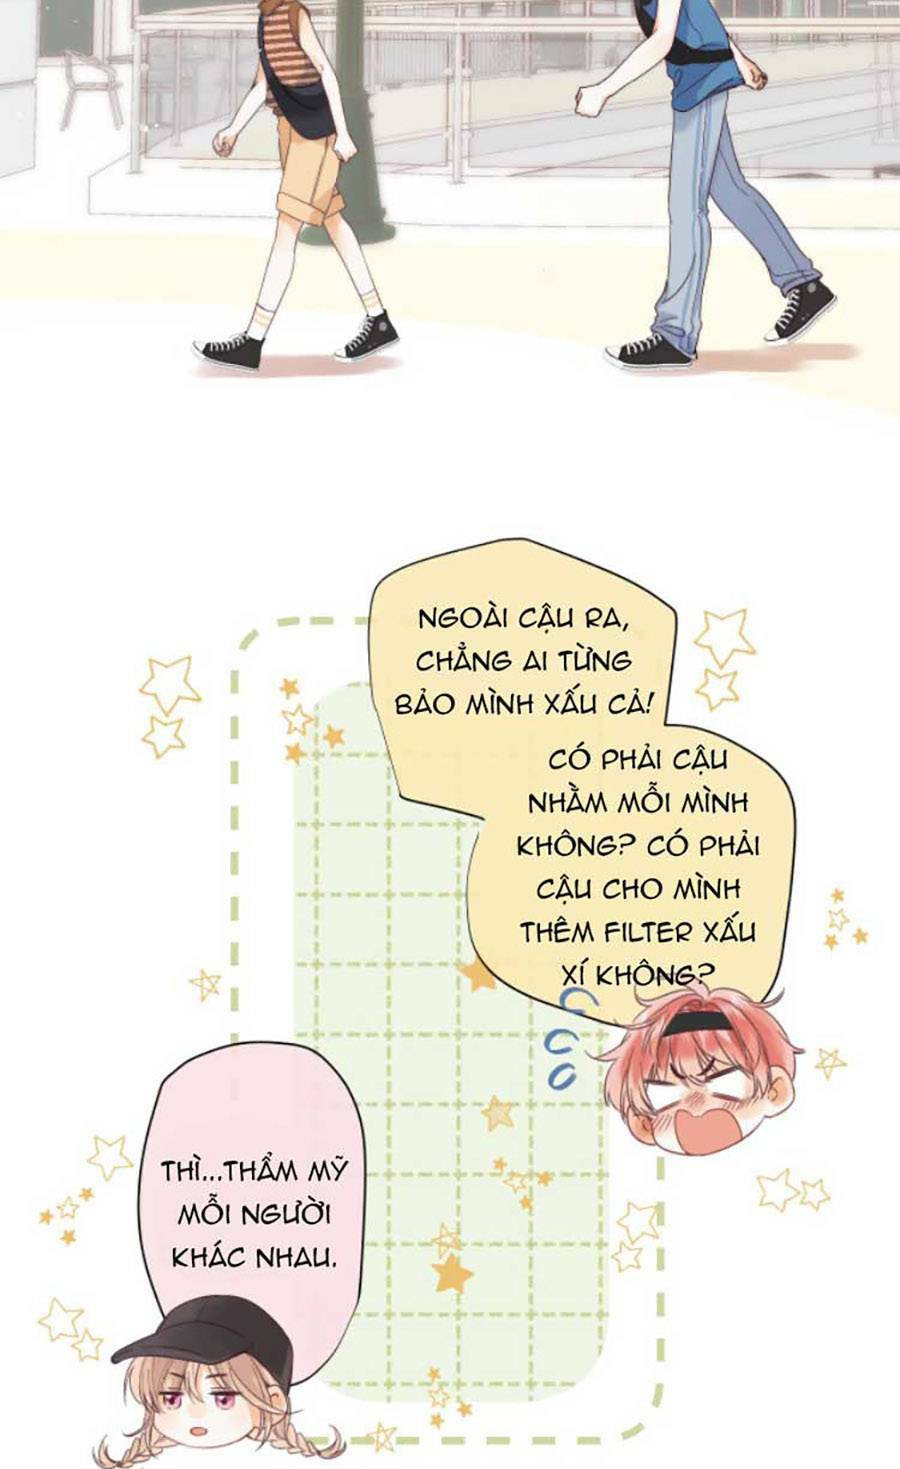 NGOÀI CẬU RA,
CHẲNG AI TỪNG
BẢO MÌNH XẤU CẢ!
CÓ PHẢI CẬU
NHẰM MỖI MÌNH
KHÔNG? CÓ PHẢI
CẬU CHO MÌNH
THÊM FILTER XẤU
XÍ KHÔNG?
THÌ...THẨM MỸ
MỖI NGƯỜI
KHÁC NHAU.